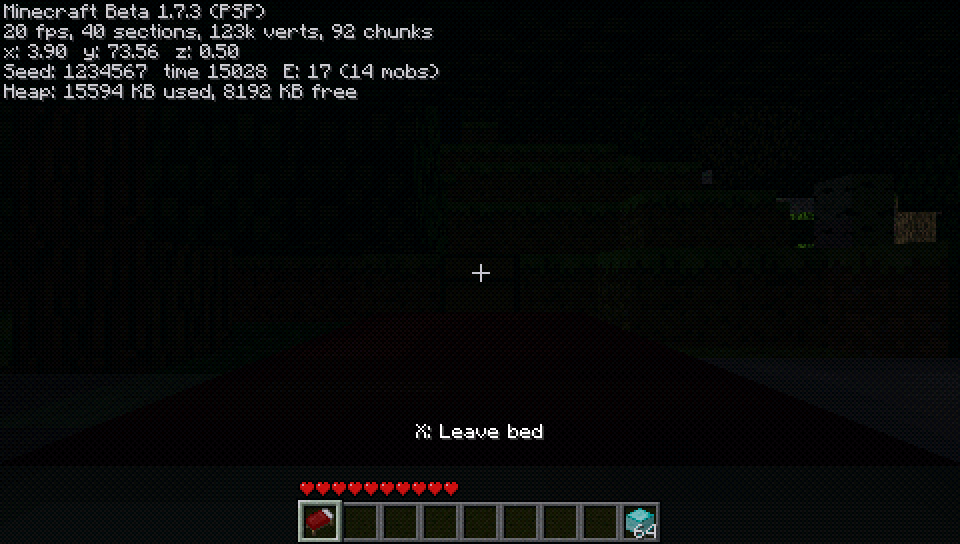 Minecraft Beta 1.7.3 (PSP)
20 fps, 40 sections, 123k verts, 92 chunks
x: 3.90 y: 73.56 z: 0.50
Seed: 1234567 time 15028 E: 17 (14 mobs)
Heap: 15594 KB used, 8192 KB free
X: Leave bed
64